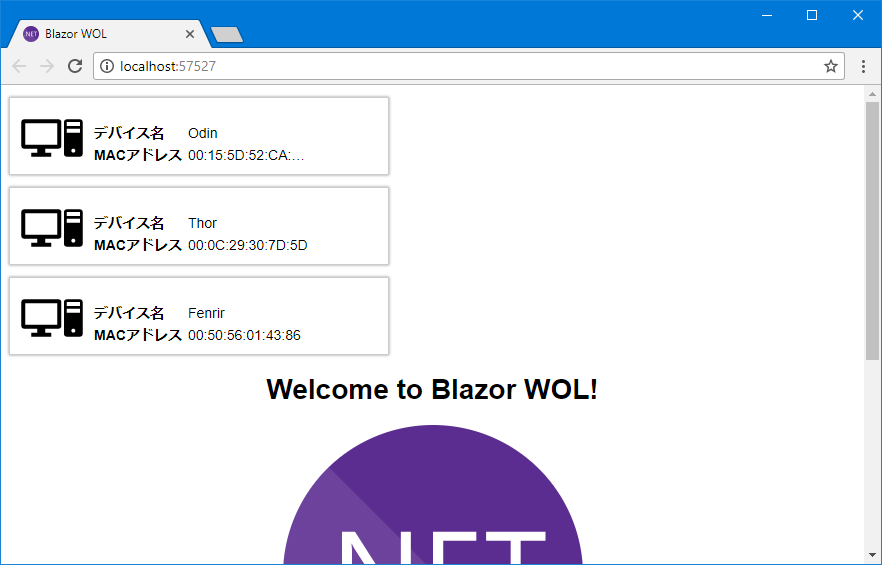 NET Blazor WOL
localhost:57527
デバイス名 Odin
MACアドレス 00:15:5D:52:CA:...
デバイス名 Thor
MACアドレス 00:0C:29:30:7D:5D
デバイス名 Fenrir
MACアドレス 00:50:56:01:43:86
Welcome to Blazor WOL!
NET